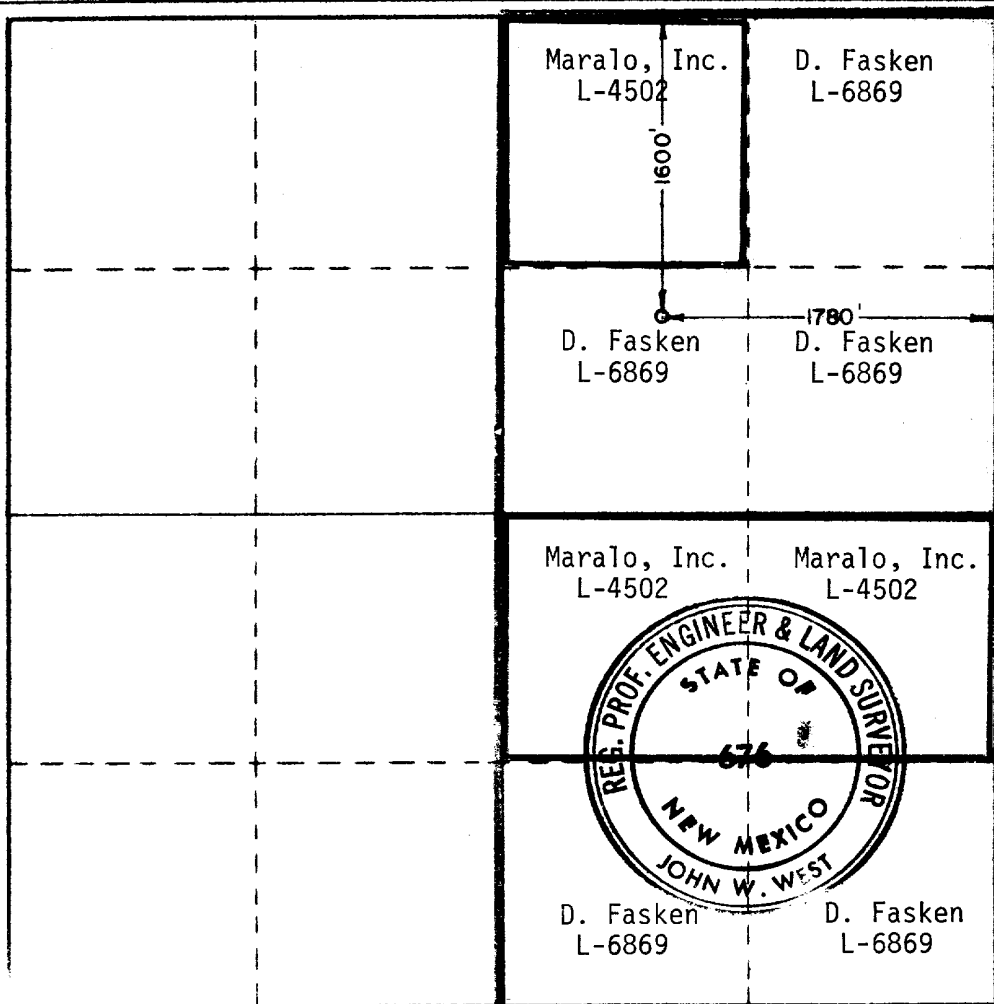 Maralo, Inc.
L-4502
D. Fasken
L-6869
1600'
1780'
D. Fasken
L-6869
D. Fasken
L-6869
Maralo, Inc.
L-4502
Maralo, Inc.
L-4502
REG. PROF. ENGINEER & LAND SURVEYOR
STATE OF
676
NEW MEXICO
JOHN W. WEST
D. Fasken
L-6869
D. Fasken
L-6869